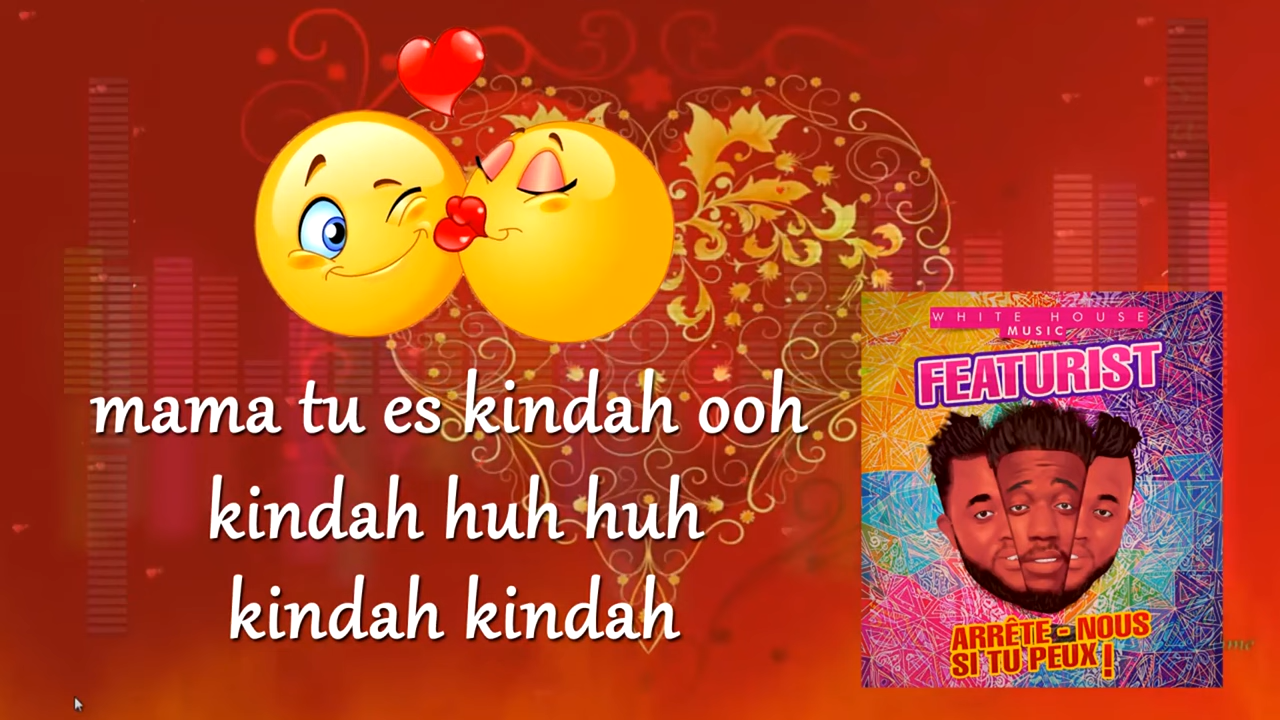 mama tu es kindah ooh
kindah huh huh
kindah kindah
WHITE HOUSE
MUSIC
FEATURIST
ARRÊTE - NOUS
SI TU PEUX !